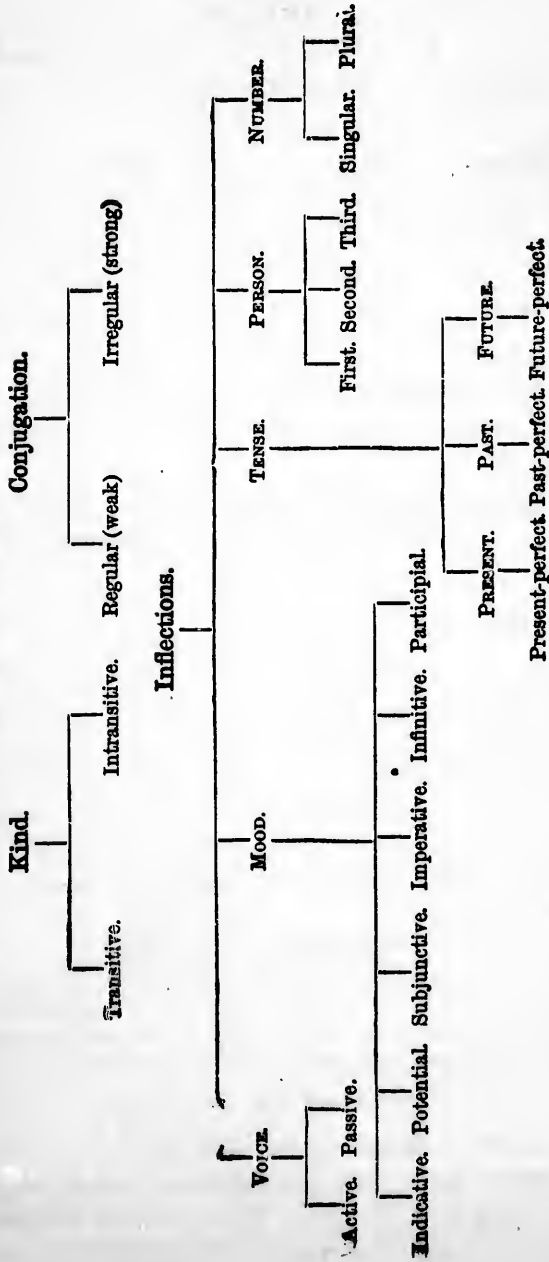 Kind. Conjugation.
Transitive. Intransitive. Regular (weak) Irregular (strong)
Inflections.
VOICE. MOOD. TENSE. PERSON. NUMBER.
Active. Passive. First. Second. Third. Singular. Plural.
Indicative. Potential. Subjunctive. Imperative. Infinitive. Participial.
PRESENT. PAST. FUTURE.
Present-perfect. Past-perfect. Future-perfect.